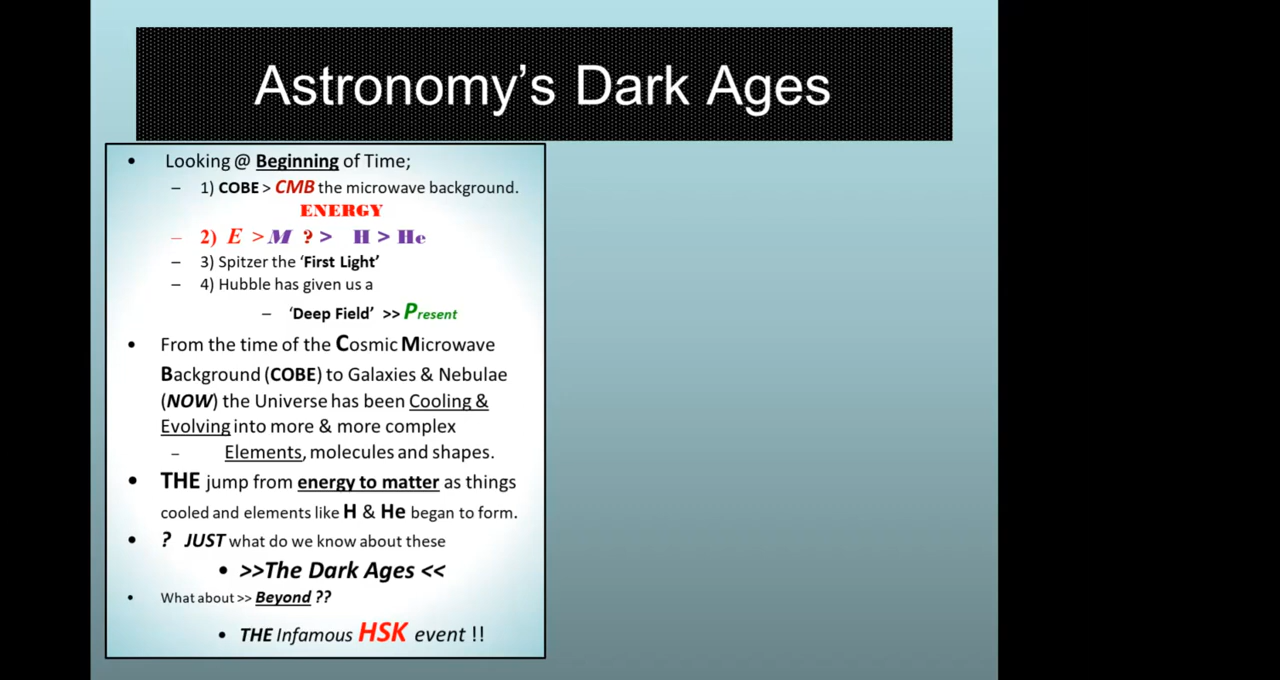 Astronomy's Dark Ages
• Looking @ Beginning of Time;
– 1) COBE > CMB the microwave background.
ENERGY
– 2) E >M ? > H > He
– 3) Spitzer the ‘First Light’
– 4) Hubble has given us a
– ‘Deep Field’ >> Present
• From the time of the Cosmic Microwave
Background (COBE) to Galaxies & Nebulae
(NOW) the Universe has been Cooling &
Evolving into more & more complex
– Elements, molecules and shapes.
• THE jump from energy to matter as things
cooled and elements like H & He began to form.
• ? JUST what do we know about these
• >>The Dark Ages <<
• What about >> Beyond ??
• THE Infamous HSK event !!